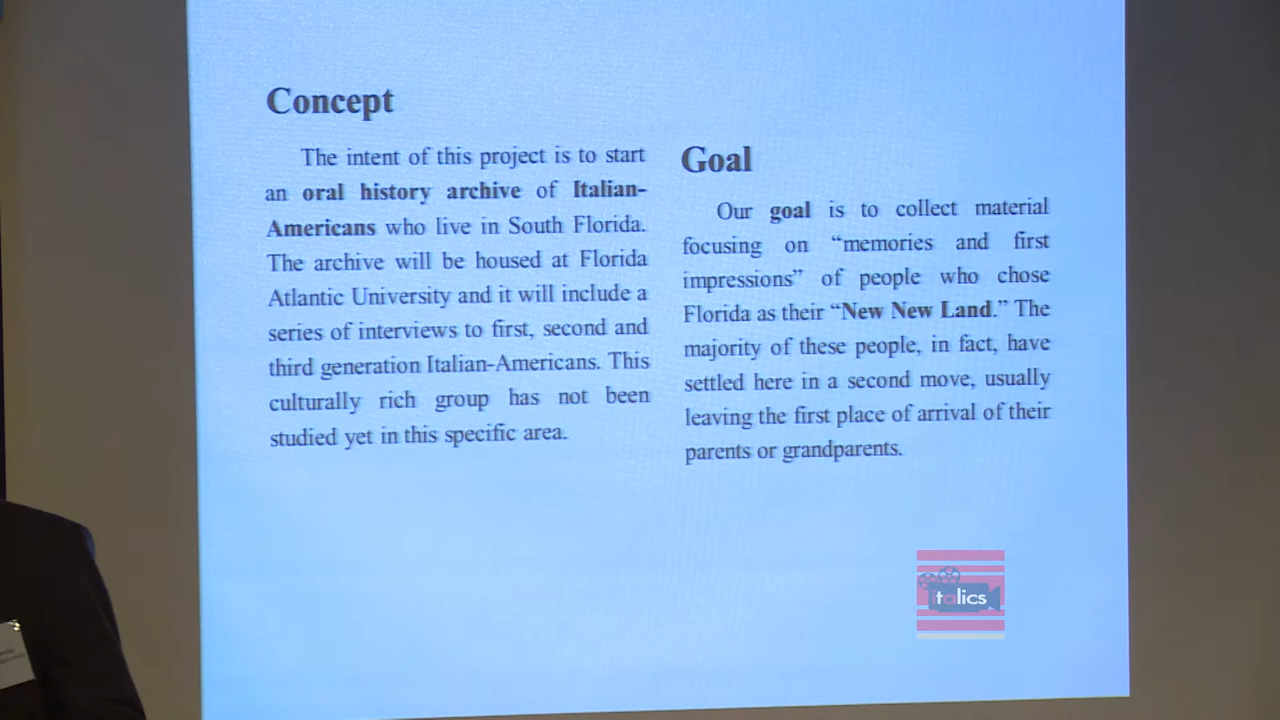 Concept
The intent of this project is to start
an oral history archive of Italian-
Americans who live in South Florida.
The archive will be housed at Florida
Atlantic University and it will include a
series of interviews to first, second and
third generation Italian-Americans. This
culturally rich group has not been
studied yet in this specific area.
Goal
Our goal is to collect material
focusing on “memories and first
impressions” of people who chose
Florida as their “New New Land.” The
majority of these people, in fact, have
settled here in a second move, usually
leaving the first place of arrival of their
parents or grandparents.
italics